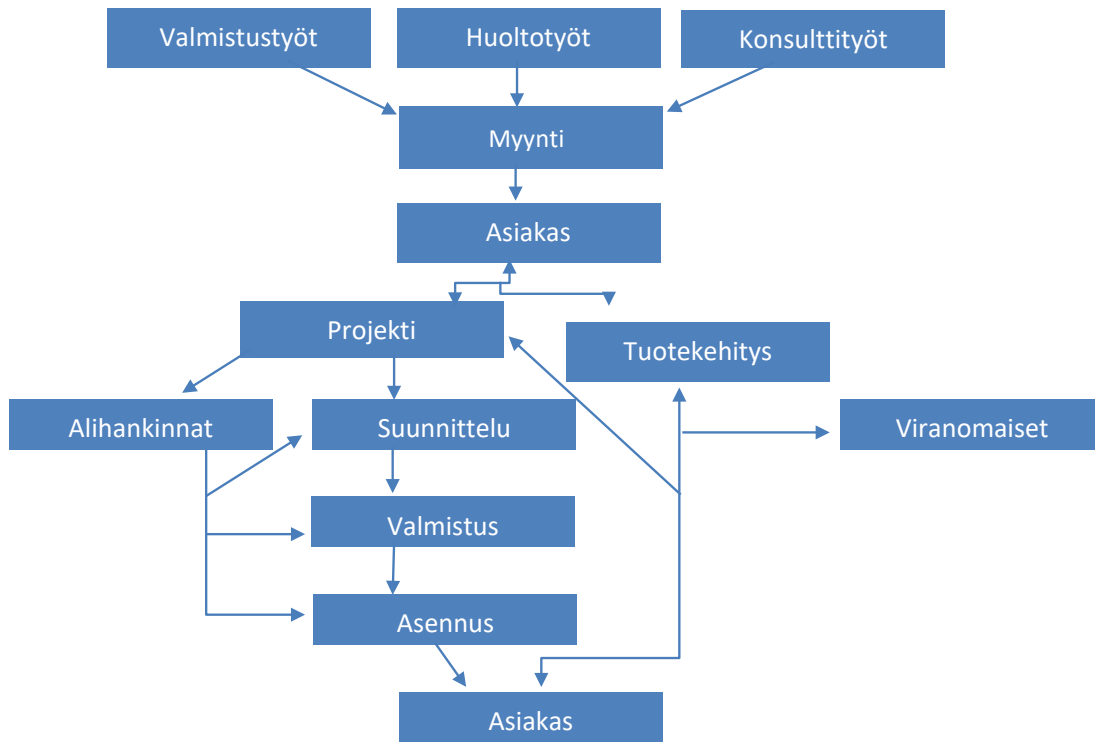 Valmistustyöt
Huoltotyöt
Konsulttityöt
Myynti
Asiakas
Projekti
Tuotekehitys
Alihankinnat
Suunnittelu
Viranomaiset
Valmistus
Asennus
Asiakas